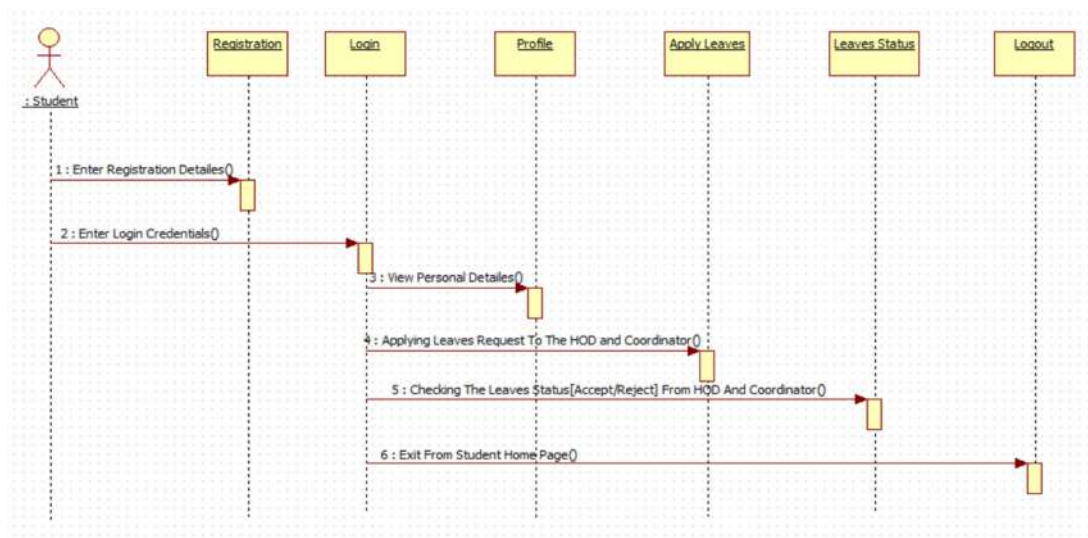 Registration
Login
Profile
Apply Leaves
Leaves Status
Logout
: Student
1 : Enter Registration Detailes()
2 : Enter Login Credentials()
3 : View Personal Detailes()
4 : Applying Leaves Request To The HOD and Coordinator()
5 : Checking The Leaves Status[Accept/Reject] From HOD And Coordinator()
6 : Exit From Student Home Page()